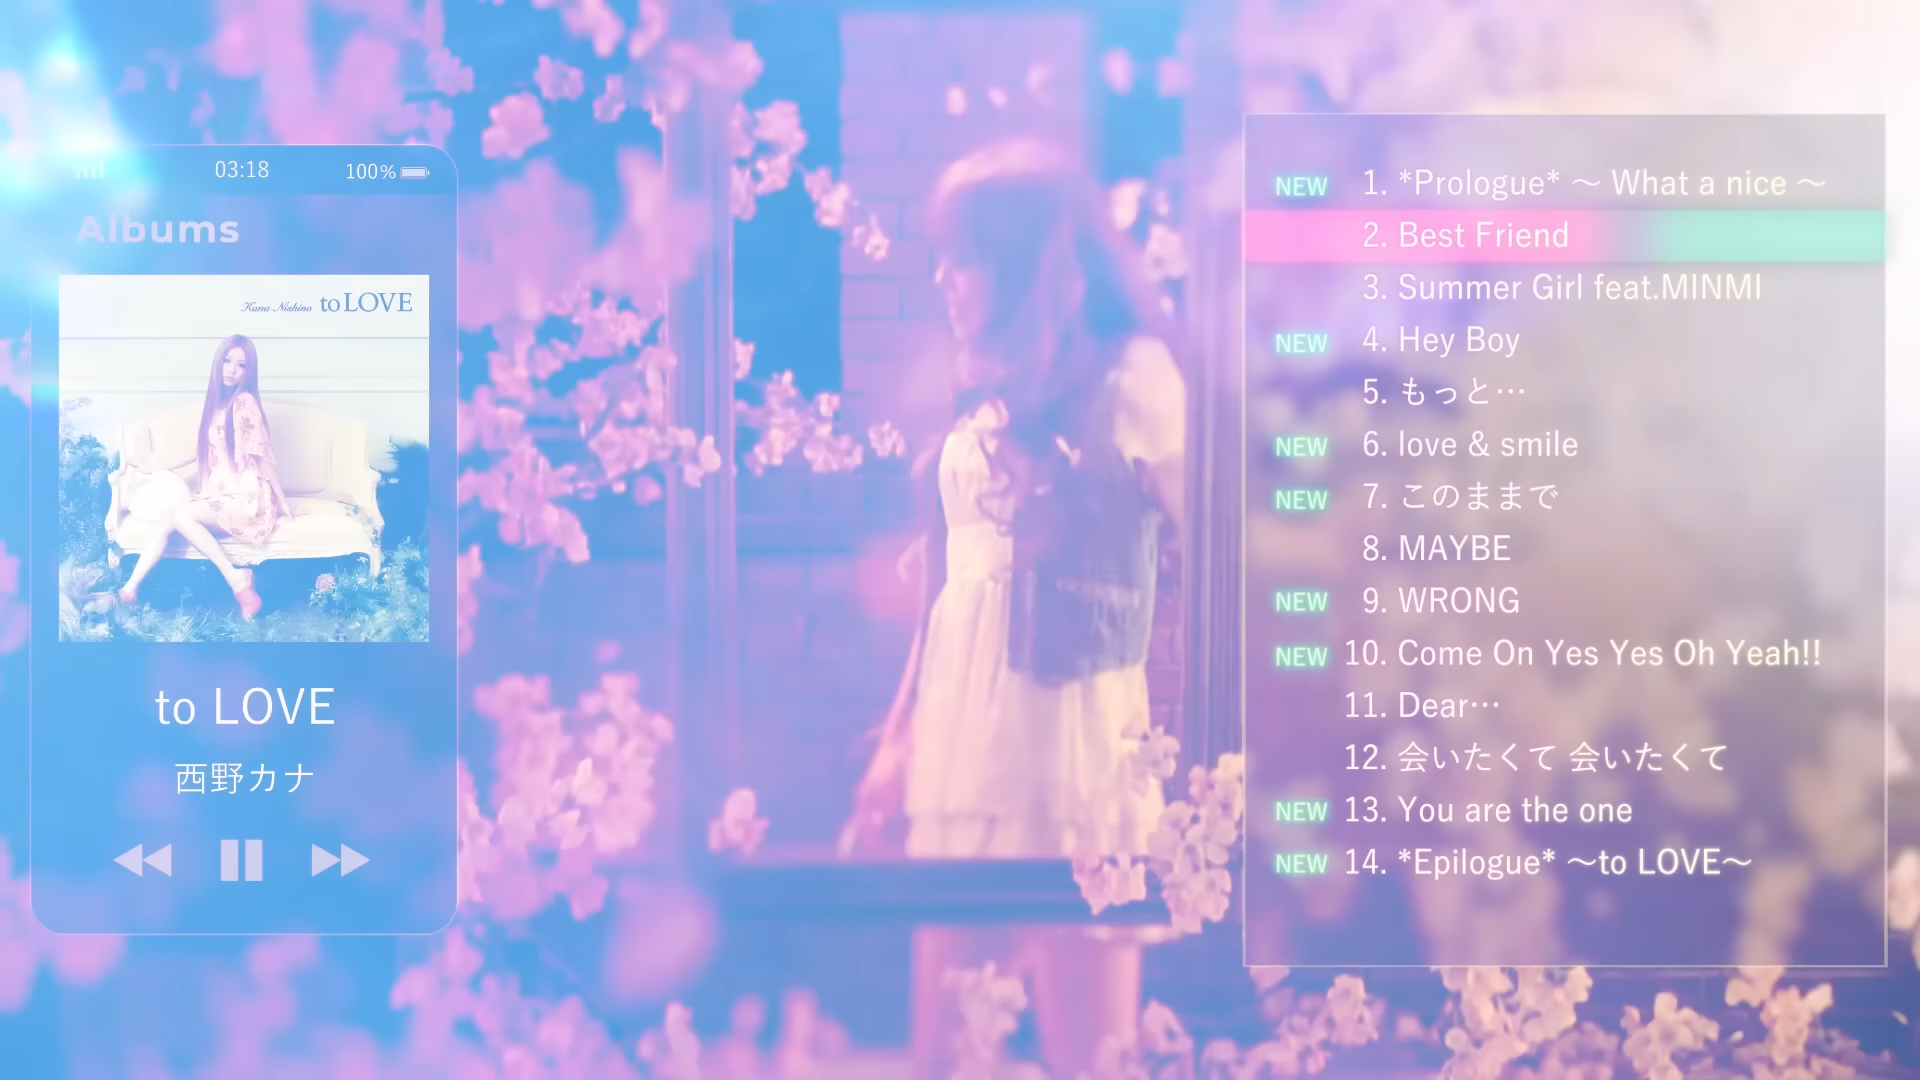 03:18
100%
Albums
Kana Nishino to LOVE
to LOVE
西野カナ
NEW 1. *Prologue* ～ What a nice ～
2. Best Friend
3. Summer Girl feat.MINMI
NEW 4. Hey Boy
5. もっと…
NEW 6. love & smile
NEW 7. このままで
8. MAYBE
NEW 9. WRONG
NEW 10. Come On Yes Yes Oh Yeah!!
11. Dear…
12. 会いたくて 会いたくて
NEW 13. You are the one
NEW 14. *Epilogue* ～to LOVE～